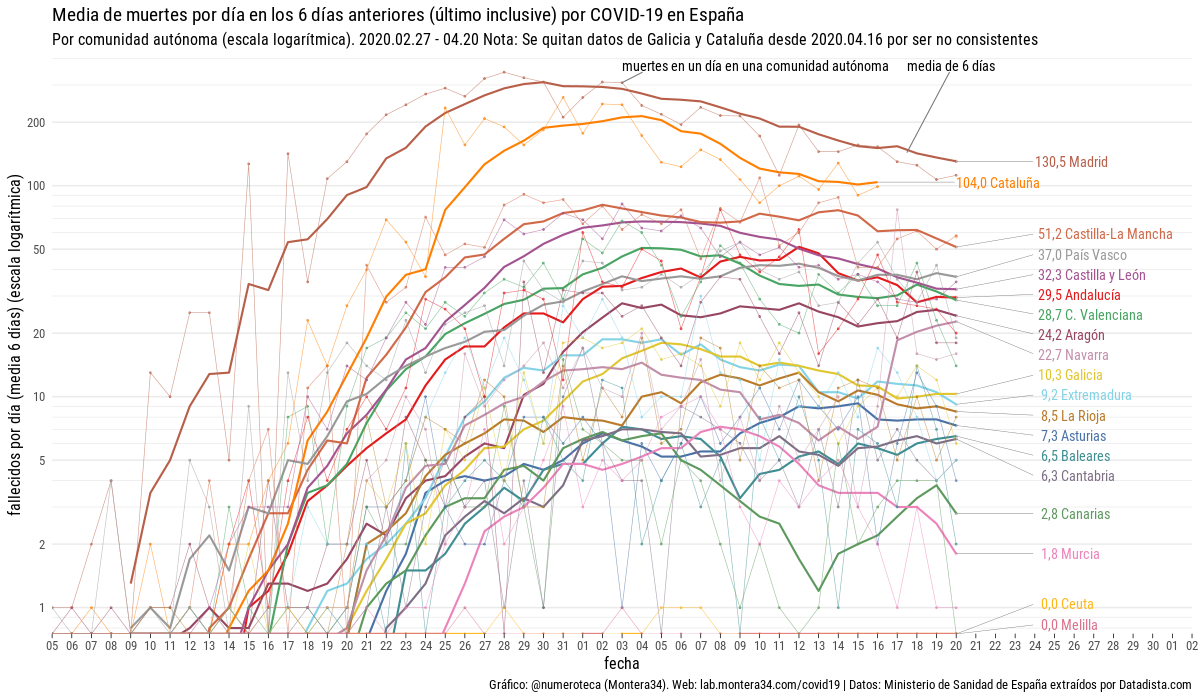 Media de muertes por día en los 6 días anteriores (último inclusive) por COVID-19 en España
Por comunidad autónoma (escala logarítmica). 2020.02.27 - 04.20 Nota: Se quitan datos de Galicia y Cataluña desde 2020.04.16 por ser no consistentes
muertes en un día en una comunidad autónoma
media de 6 días
fallecidos por día (media 6 días) (escala logarítmica)
200
100
50
20
10
5
2
1
130,5 Madrid
104,0 Cataluña
51,2 Castilla-La Mancha
37,0 País Vasco
32,3 Castilla y León
29,5 Andalucía
28,7 C. Valenciana
24,2 Aragón
22,7 Navarra
10,3 Galicia
9,2 Extremadura
8,5 La Rioja
7,3 Asturias
6,5 Baleares
6,3 Cantabria
2,8 Canarias
1,8 Murcia
0,0 Ceuta
0,0 Melilla
05 06 07 08 09 10 11 12 13 14 15 16 17 18 19 20 21 22 23 24 25 26 27 28 29 30 31 01 02 03 04 05 06 07 08 09 10 11 12 13 14 15 16 17 18 19 20 21 22 23 24 25 26 27 28 29 30 01 02
fecha
Gráfico: @numeroteca (Montera34). Web: lab.montera34.com/covid19 | Datos: Ministerio de Sanidad de España extraídos por Datadista.com